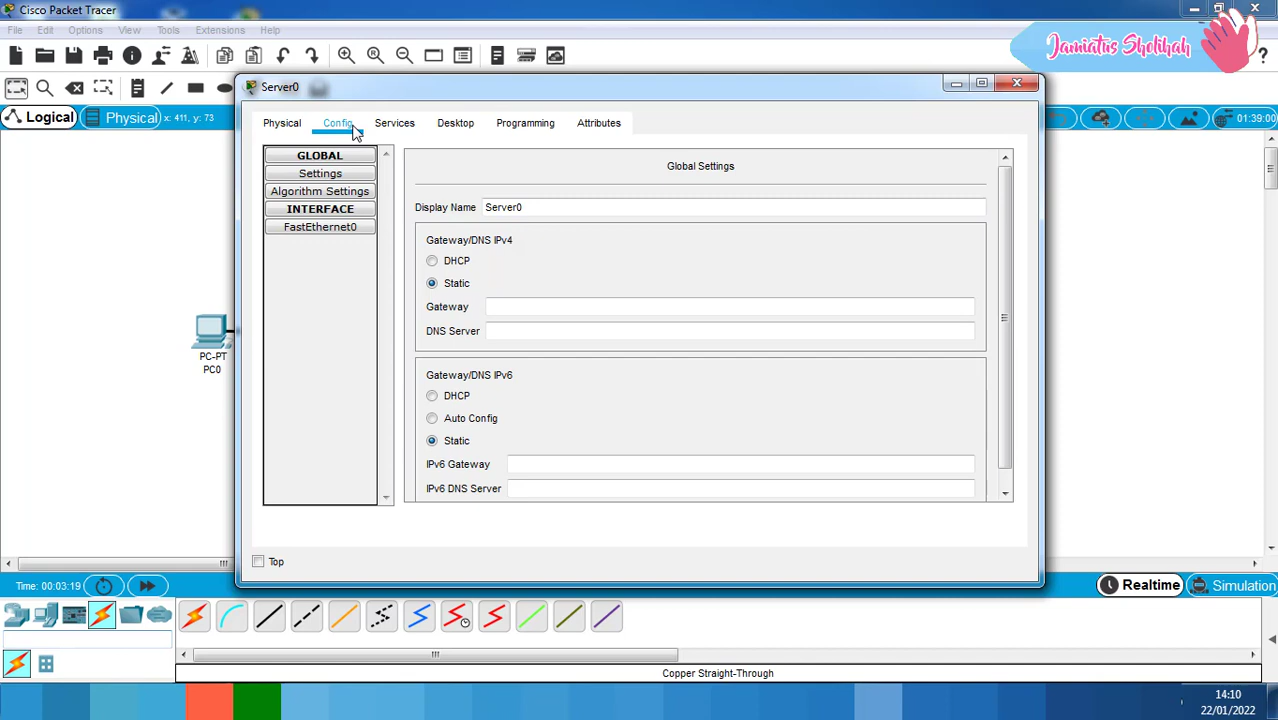 Cisco Packet Tracer
File Edit Options View Tools Extensions Help
Jamiatus Sholihah
?
Logical Physical x: 411, y: 73
01:39:00
Server0
Physical Config Services Desktop Programming Attributes
GLOBAL
Settings
Algorithm Settings
INTERFACE
FastEthernet0
Global Settings
Display Name Server0
Gateway/DNS IPv4
DHCP
Static
Gateway
DNS Server
Gateway/DNS IPv6
DHCP
Auto Config
Static
IPv6 Gateway
IPv6 DNS Server
Top
PC-PT
PC0
Time: 00:03:19
Realtime Simulation
Copper Straight-Through
14:10
22/01/2022